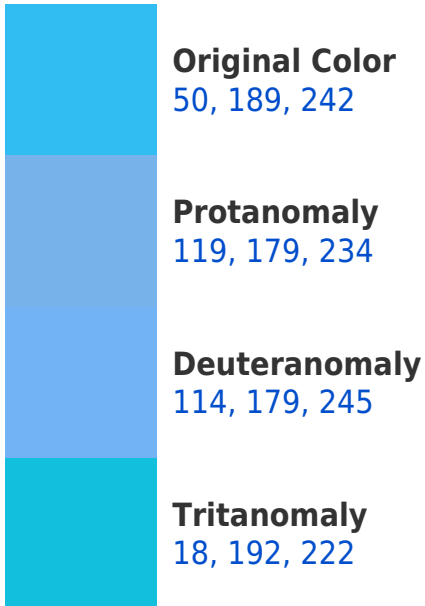 Original Color
50, 189, 242
Protanomaly
119, 179, 234
Deuteranomaly
114, 179, 245
Tritanomaly
18, 192, 222